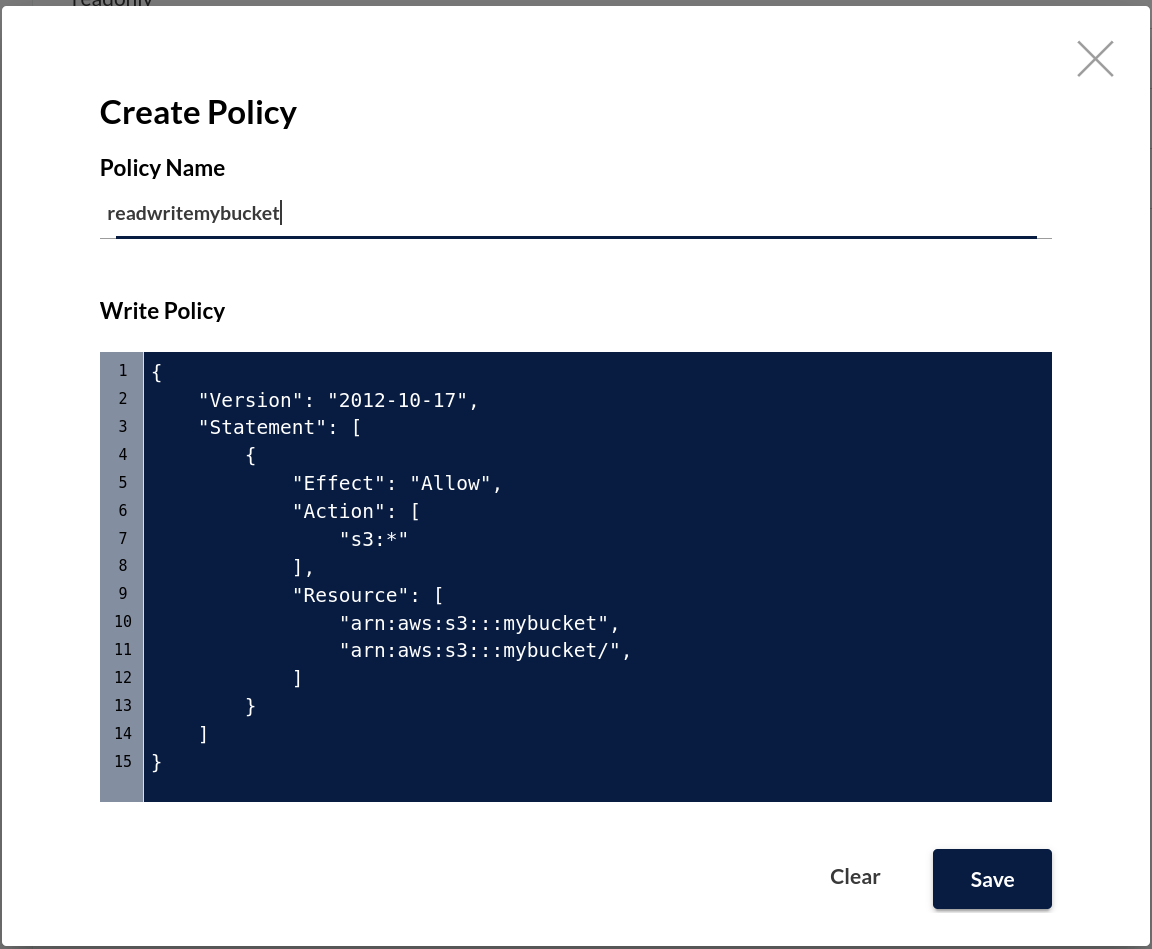 readonly
Create Policy
Policy Name
readwritemybucket
Write Policy
1 {
2     "Version": "2012-10-17",
3     "Statement": [
4         {
5             "Effect": "Allow",
6             "Action": [
7                 "s3:*"
8             ],
9             "Resource": [
10                 "arn:aws:s3:::mybucket",
11                 "arn:aws:s3:::mybucket/",
12             ]
13         }
14     ]
15 }
Clear
Save